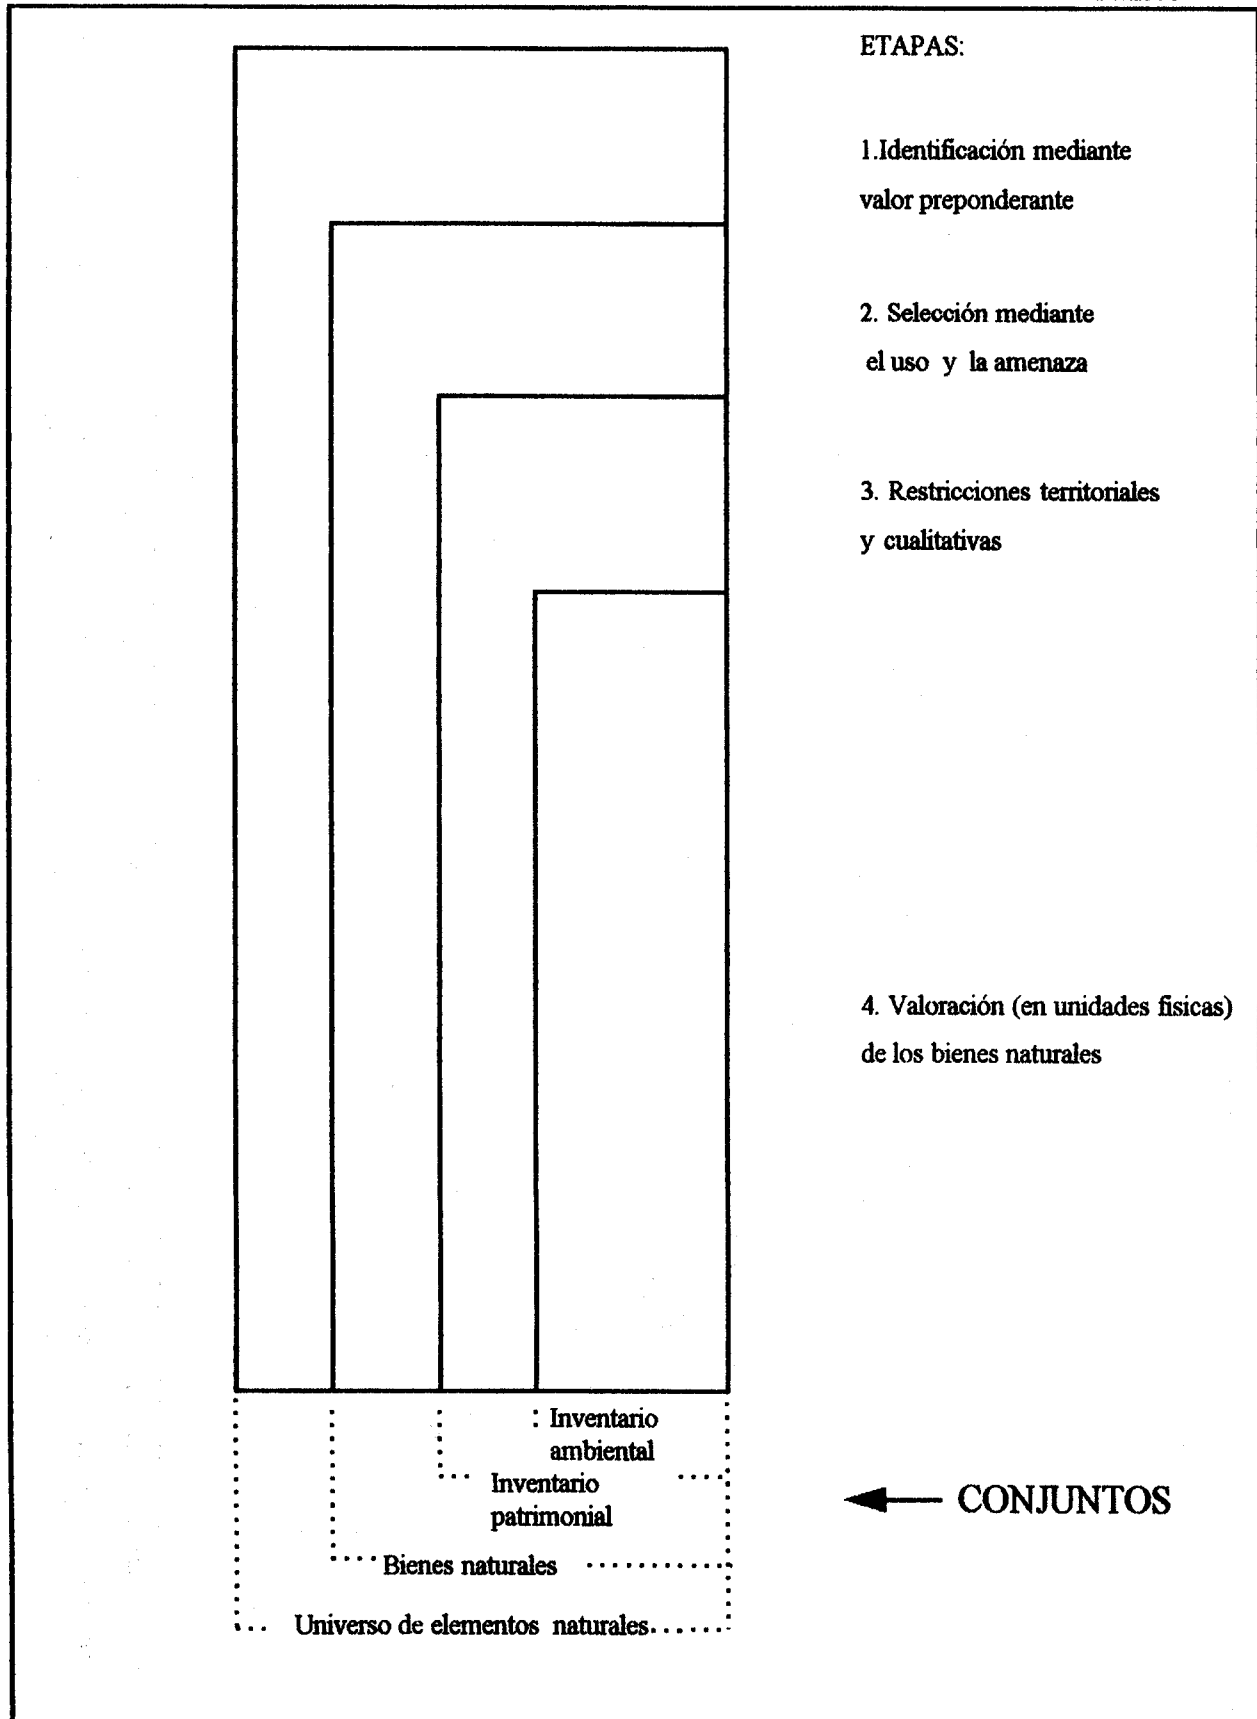 ETAPAS:
1.Identificación mediante
valor preponderante
2. Selección mediante
el uso y la amenaza
3. Restricciones territoriales
y cualitativas
4. Valoración (en unidades fisicas)
de los bienes naturales
Inventario
ambiental
Inventario
patrimonial
CONJUNTOS
Bienes naturales
Universo de elementos naturales